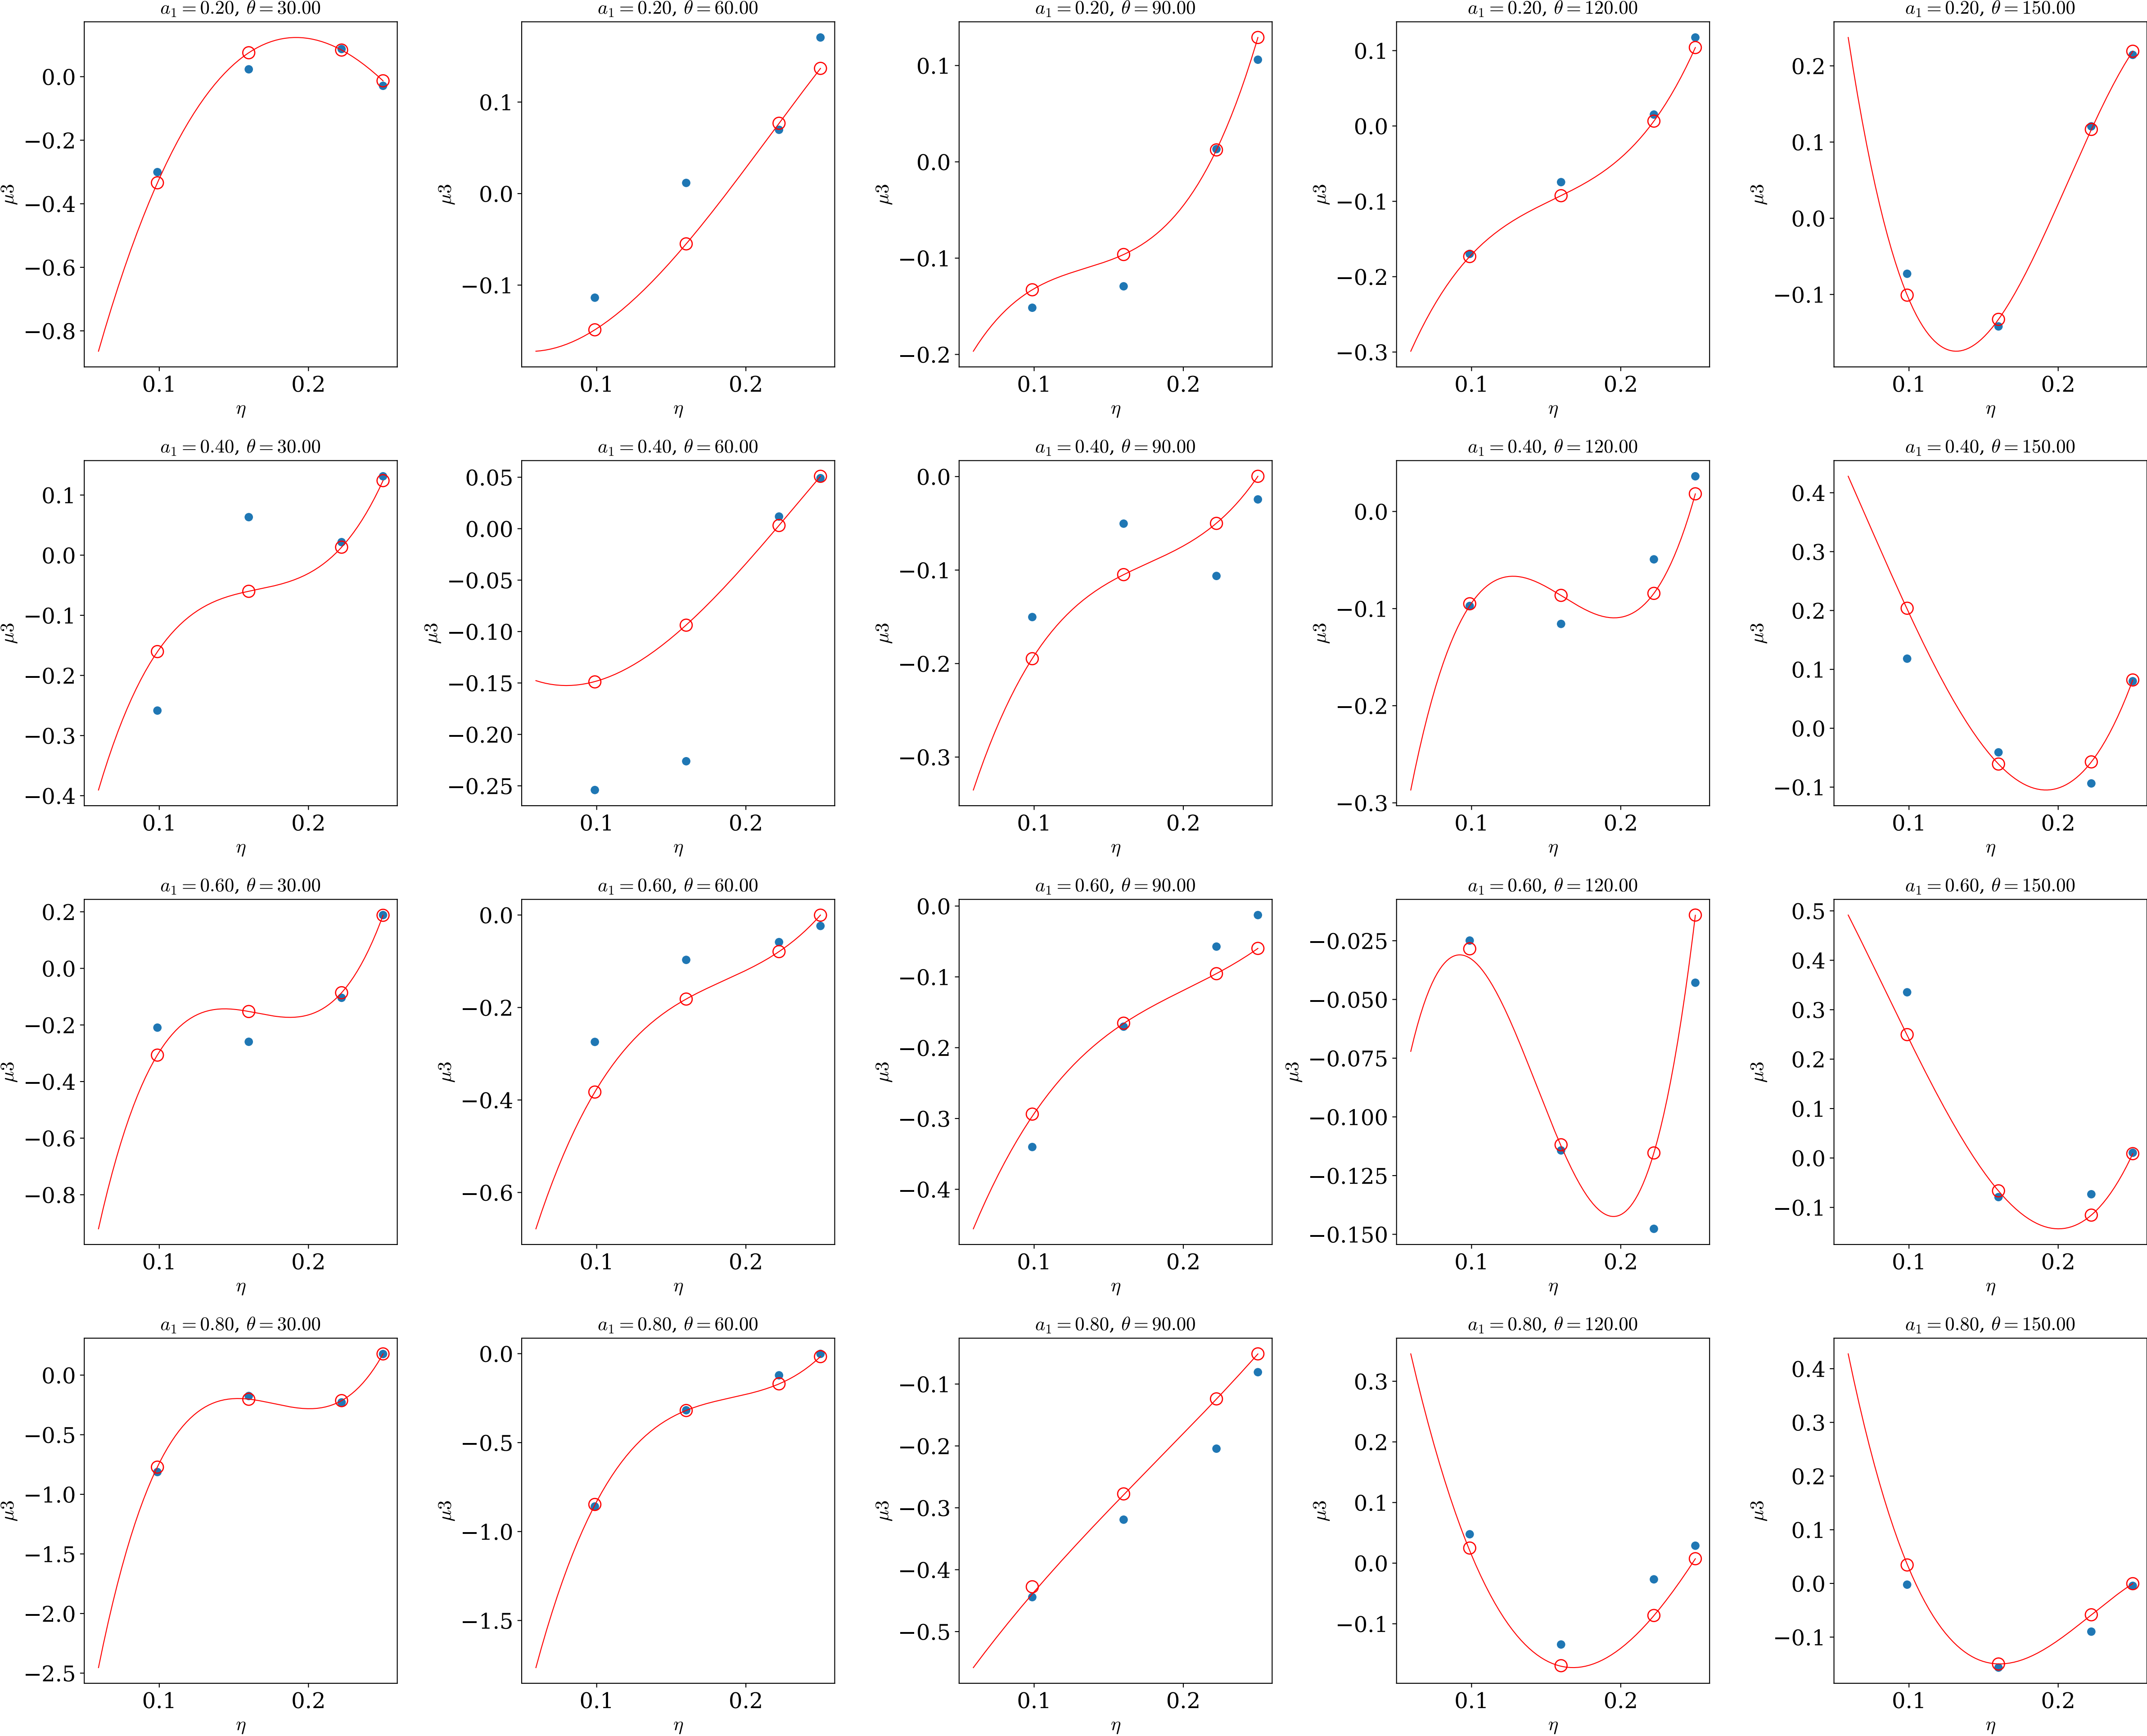 a₁ = 0.20, θ = 30.00 a₁ = 0.20, θ = 60.00 a₁ = 0.20, θ = 90.00 a₁ = 0.20, θ = 120.00 a₁ = 0.20, θ = 150.00
0.0 −0.2 −0.4 −0.6 −0.8 μ3 0.1 0.2 η
0.1 0.0 −0.1 μ3 0.1 0.2 η
0.1 0.0 −0.1 −0.2 μ3 0.1 0.2 η
0.1 0.0 −0.1 −0.2 −0.3 μ3 0.1 0.2 η
0.2 0.1 0.0 −0.1 μ3 0.1 0.2 η
a₁ = 0.40, θ = 30.00 a₁ = 0.40, θ = 60.00 a₁ = 0.40, θ = 90.00 a₁ = 0.40, θ = 120.00 a₁ = 0.40, θ = 150.00
0.1 0.0 −0.1 −0.2 −0.3 −0.4 μ3 0.1 0.2 η
0.05 0.00 −0.05 −0.10 −0.15 −0.20 −0.25 μ3 0.1 0.2 η
0.0 −0.1 −0.2 −0.3 μ3 0.1 0.2 η
0.0 −0.1 −0.2 −0.3 μ3 0.1 0.2 η
0.4 0.3 0.2 0.1 0.0 −0.1 μ3 0.1 0.2 η
a₁ = 0.60, θ = 30.00 a₁ = 0.60, θ = 60.00 a₁ = 0.60, θ = 90.00 a₁ = 0.60, θ = 120.00 a₁ = 0.60, θ = 150.00
0.2 0.0 −0.2 −0.4 −0.6 −0.8 μ3 0.1 0.2 η
0.0 −0.2 −0.4 −0.6 μ3 0.1 0.2 η
0.0 −0.1 −0.2 −0.3 −0.4 μ3 0.1 0.2 η
−0.025 −0.050 −0.075 −0.100 −0.125 −0.150 μ3 0.1 0.2 η
0.5 0.4 0.3 0.2 0.1 0.0 −0.1 μ3 0.1 0.2 η
a₁ = 0.80, θ = 30.00 a₁ = 0.80, θ = 60.00 a₁ = 0.80, θ = 90.00 a₁ = 0.80, θ = 120.00 a₁ = 0.80, θ = 150.00
0.0 −0.5 −1.0 −1.5 −2.0 −2.5 μ3 0.1 0.2 η
0.0 −0.5 −1.0 −1.5 μ3 0.1 0.2 η
−0.1 −0.2 −0.3 −0.4 −0.5 μ3 0.1 0.2 η
0.3 0.2 0.1 0.0 −0.1 μ3 0.1 0.2 η
0.4 0.3 0.2 0.1 0.0 −0.1 μ3 0.1 0.2 η